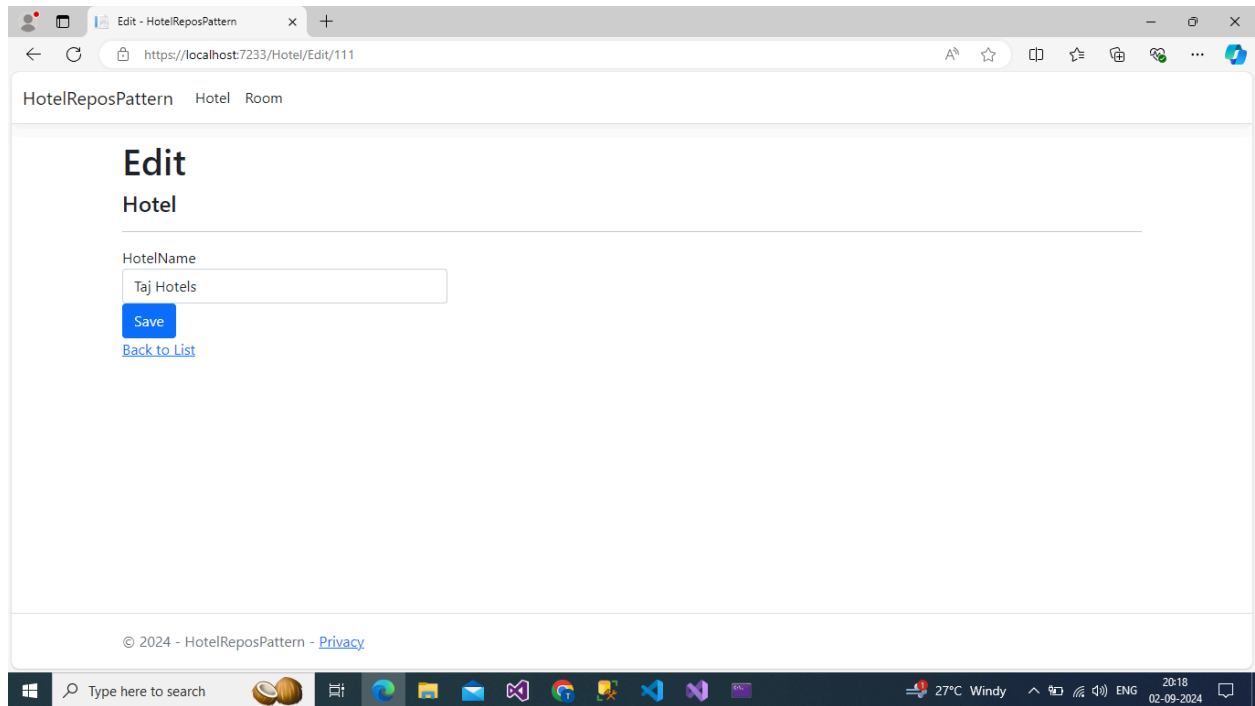 Edit - HotelReposPattern
https://localhost:7233/Hotel/Edit/111
HotelReposPattern Hotel Room
Edit
Hotel
HotelName
Taj Hotels
Save
Back to List
© 2024 - HotelReposPattern - Privacy
Type here to search
27°C Windy
ENG
20:18
02-09-2024